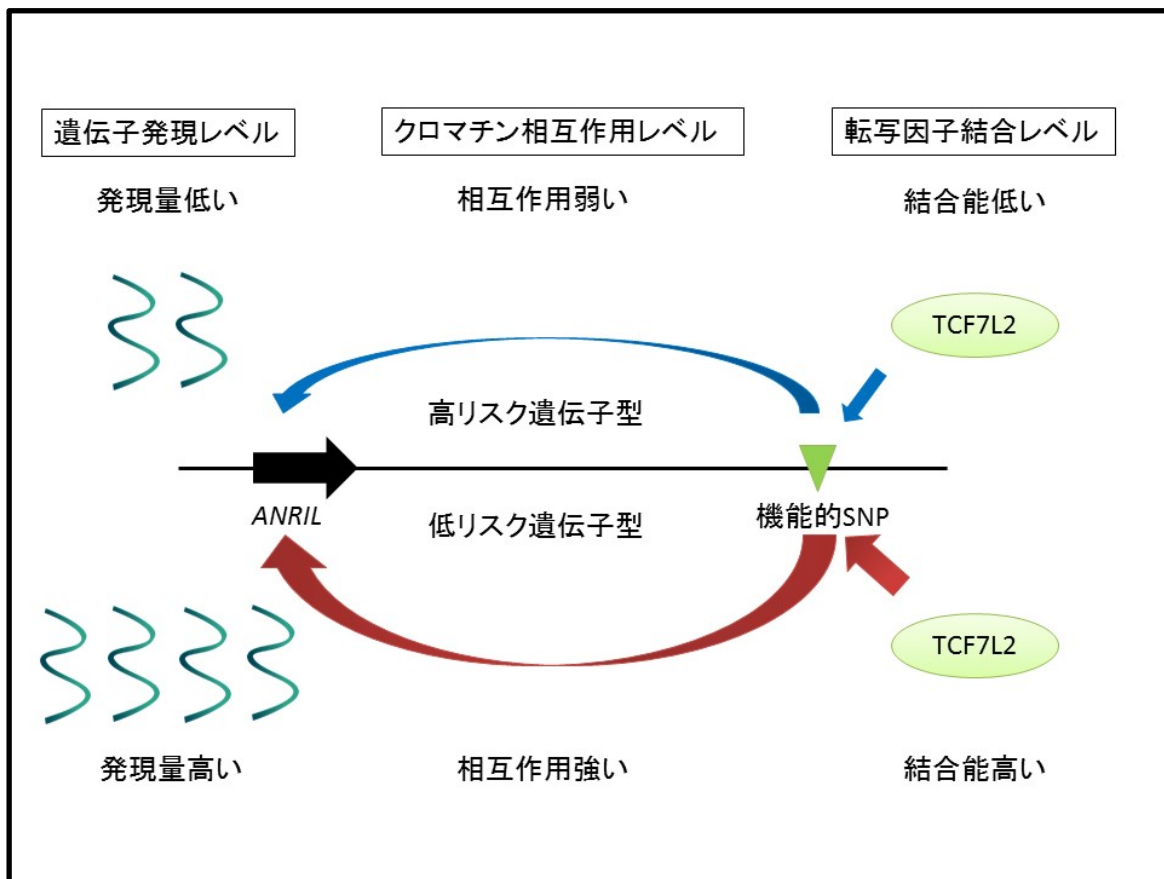 遺伝子発現レベル
クロマチン相互作用レベル
転写因子結合レベル
発現量低い
相互作用弱い
結合能低い
TCF7L2
高リスク遺伝子型
ANRIL
低リスク遺伝子型
機能的SNP
TCF7L2
発現量高い
相互作用強い
結合能高い